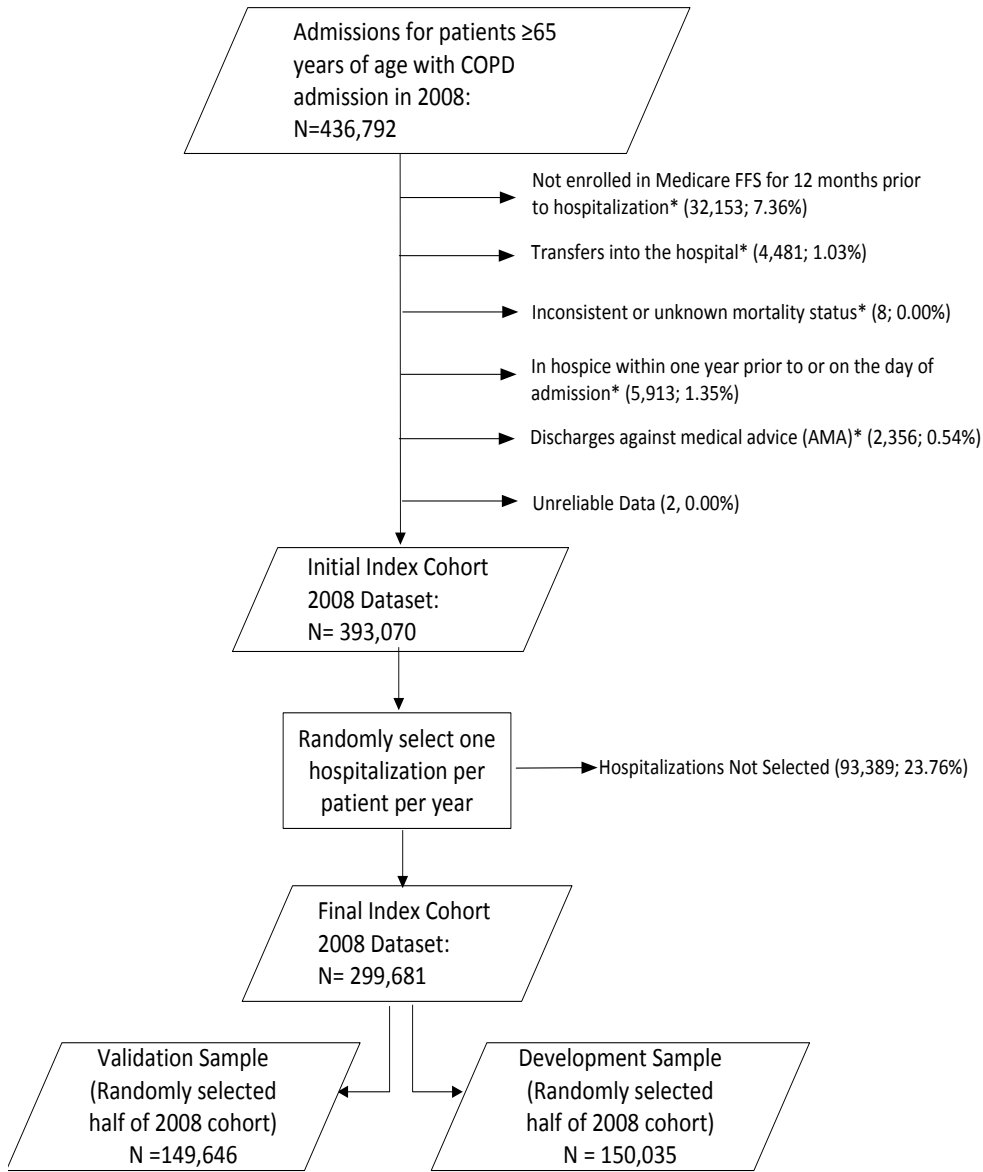 Admissions for patients ≥65
years of age with COPD
admission in 2008:
N=436,792
Not enrolled in Medicare FFS for 12 months prior
to hospitalization* (32,153; 7.36%)
Transfers into the hospital* (4,481; 1.03%)
Inconsistent or unknown mortality status* (8; 0.00%)
In hospice within one year prior to or on the day of
admission* (5,913; 1.35%)
Discharges against medical advice (AMA)* (2,356; 0.54%)
Unreliable Data (2, 0.00%)
Initial Index Cohort
2008 Dataset:
N= 393,070
Randomly select one
hospitalization per
patient per year
Hospitalizations Not Selected (93,389; 23.76%)
Final Index Cohort
2008 Dataset:
N= 299,681
Validation Sample
(Randomly selected
half of 2008 cohort)
N =149,646
Development Sample
(Randomly selected
half of 2008 cohort)
N = 150,035